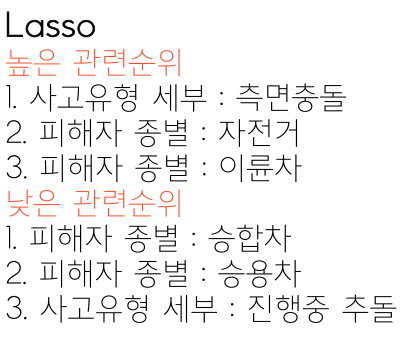 Lasso
높은 관련순위
1. 사고유형 세부 : 측면충돌
2. 피해자 종별 : 자전거
3. 피해자 종별 : 이륜차
낮은 관련순위
1. 피해자 종별 : 승합차
2. 피해자 종별 : 승용차
3. 사고유형 세부 : 진행중 추돌